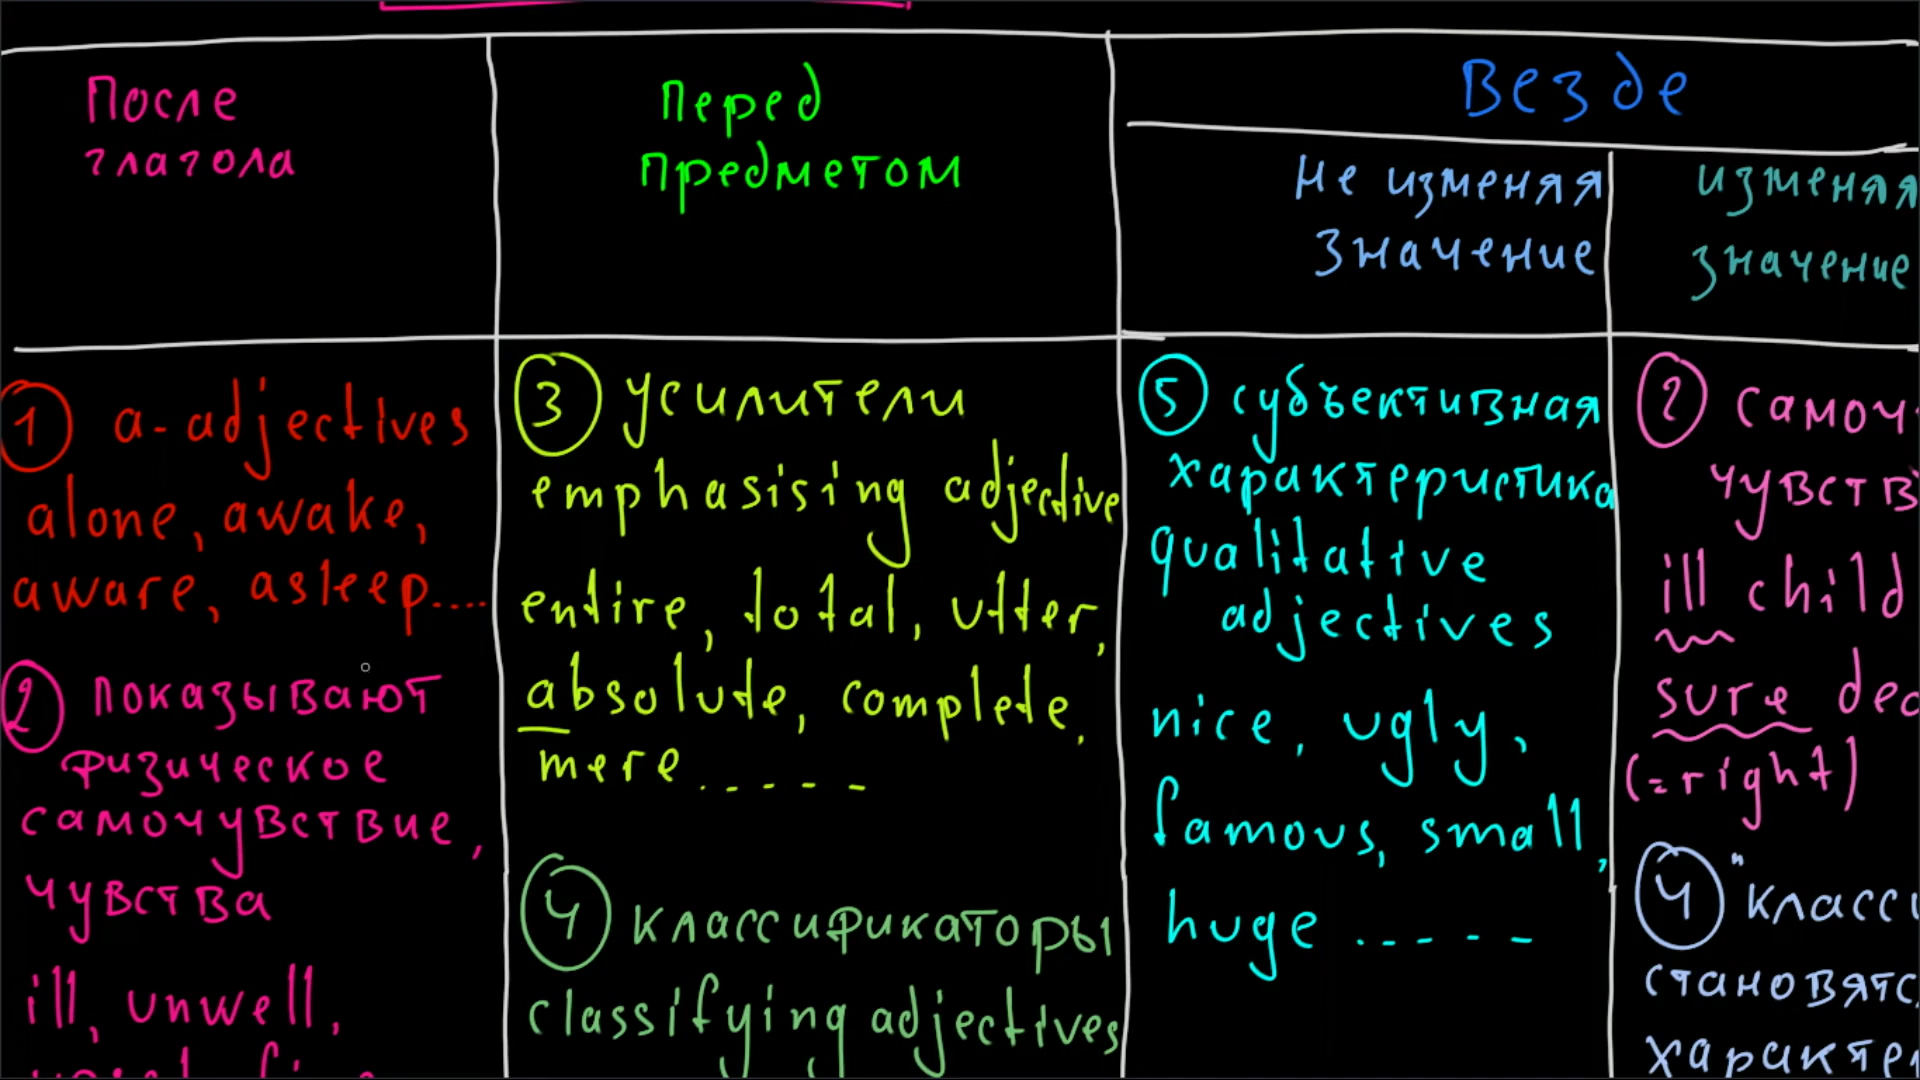 После
глагола
1 a-adjectives
alone, awake,
aware, asleep....
2 показывают
физическое
самочувствие,
чувства
ill, unwell,
Перед
предметом
3 усилители
emphasising adjective
entire, total, utter,
absolute, complete,
mere.....
4 классификаторы
classifying adjectives
Везде
не изменяя
значение
5 субъективная
характеристика
qualitative
adjectives
nice, ugly,
famous, small,
huge .....
изменяя
значение
2 самоч
чувств
ill child
sure dec
(=right)
4 "класси
становятс
характер